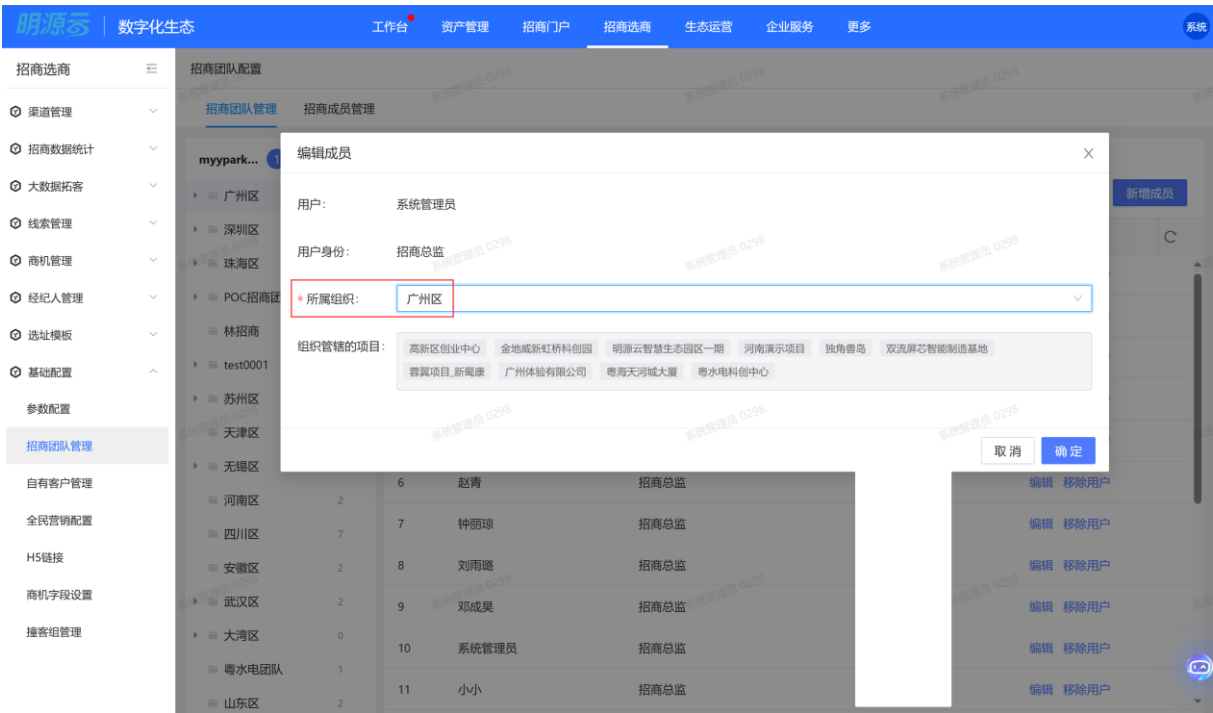 明源云 数字化生态 工作台 资产管理 招商门户 招商选商 生态运营 企业服务 更多 系统
招商选商
渠道管理
招商数据统计
大数据拓客
线索管理
商机管理
经纪人管理
选址模板
基础配置
参数配置
招商团队管理
自有客户管理
全民营销配置
H5链接
商机字段设置
撞客组管理
招商团队配置
招商团队管理 招商成员管理
myypark... 1
广州区
深圳区
珠海区
POC招商团
林招商
test0001
苏州区
天津区
无锡区
河南区 2
四川区 7
安徽区 2
武汉区 2
大湾区 0
粤水电团队 1
山东区 2
新增成员
编辑成员
用户: 系统管理员
用户身份: 招商总监
* 所属组织: 广州区
组织管辖的项目: 高新区创业中心 金地威新虹桥科创园 明源云智慧生态园区一期 河南演示项目 独角兽岛 双流屏芯智能制造基地
蓉翼项目_新蜀康 广州体验有限公司 粤海天河城大厦 粤水电科创中心
取消 确定
6 赵青 招商总监 编辑 移除用户
7 钟丽琼 招商总监 编辑 移除用户
8 刘雨璐 招商总监 编辑 移除用户
9 邓成昊 招商总监 编辑 移除用户
10 系统管理员 招商总监 编辑 移除用户
11 小小 招商总监 编辑 移除用户
系统管理员 0298